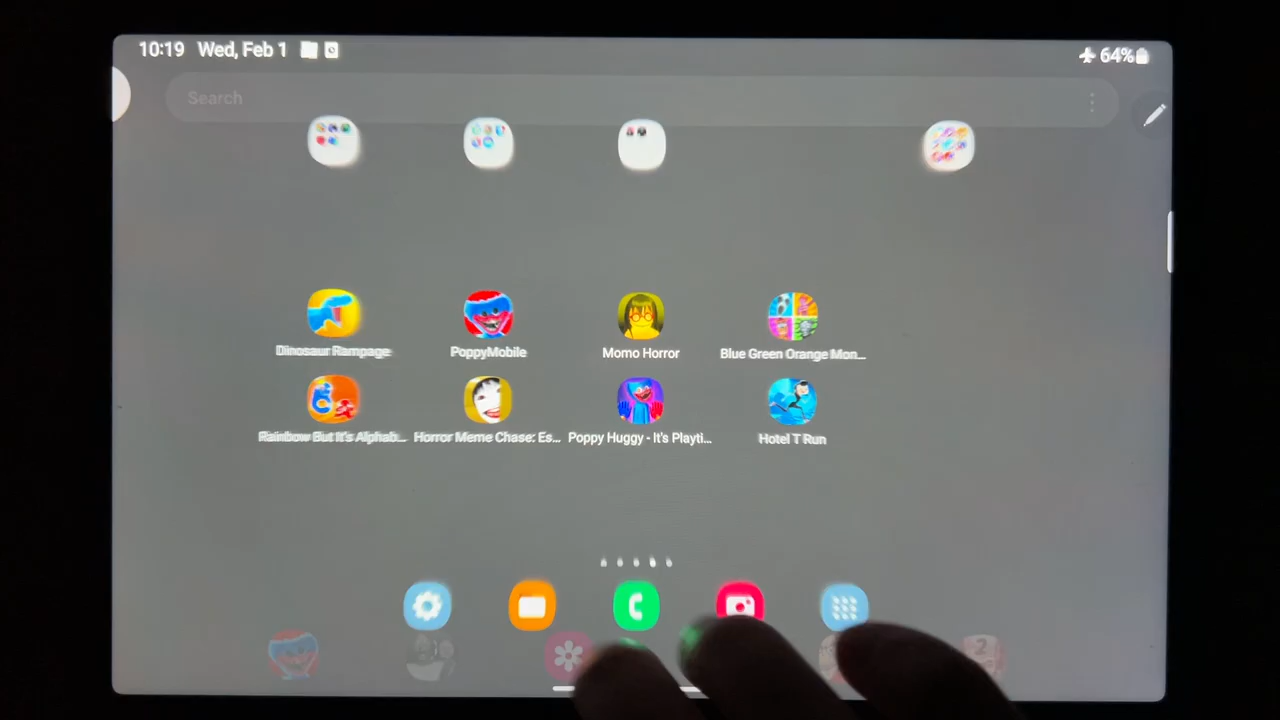 10:19 Wed, Feb 1 64%
Search
Dinosaur Rampage PoppyMobile Momo Horror Blue Green Orange Mon...
Rainbow But It's Alphab... Horror Meme Chase: Es... Poppy Huggy - It's Playti... Hotel T Run
2